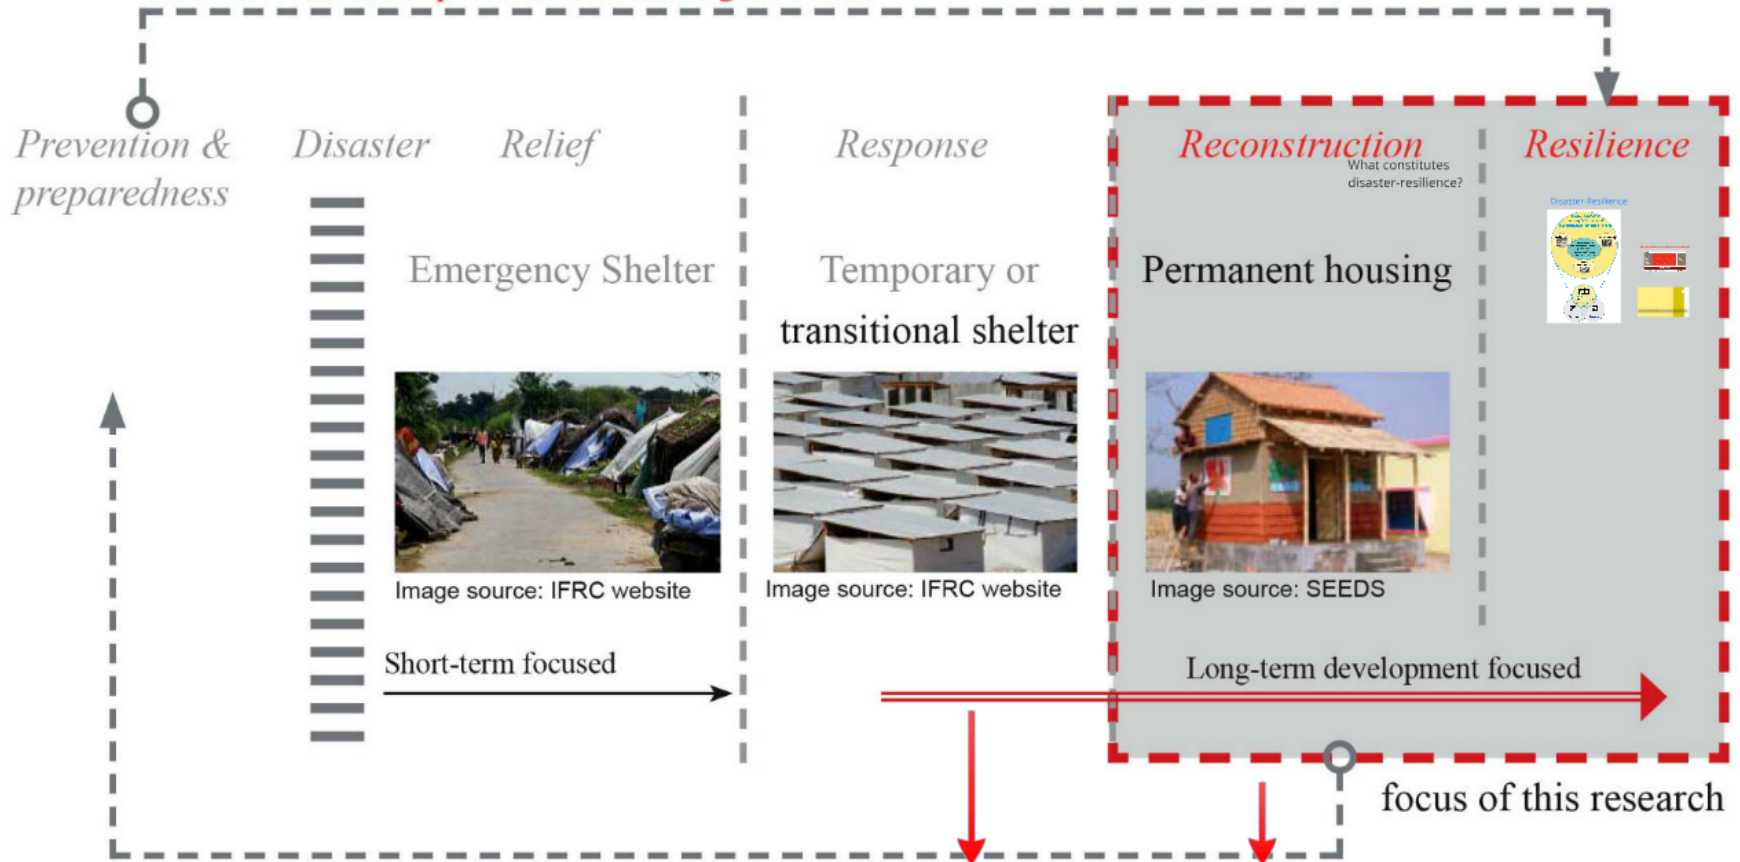 Prevention &
preparedness
Disaster
Relief
Response
Reconstruction
Resilience
What constitutes
disaster-resilience?
Disaster-Resilience
Emergency Shelter
Temporary or
transitional shelter
Permanent housing
Image source: IFRC website
Image source: IFRC website
Image source: SEEDS
Short-term focused
Long-term development focused
focus of this research